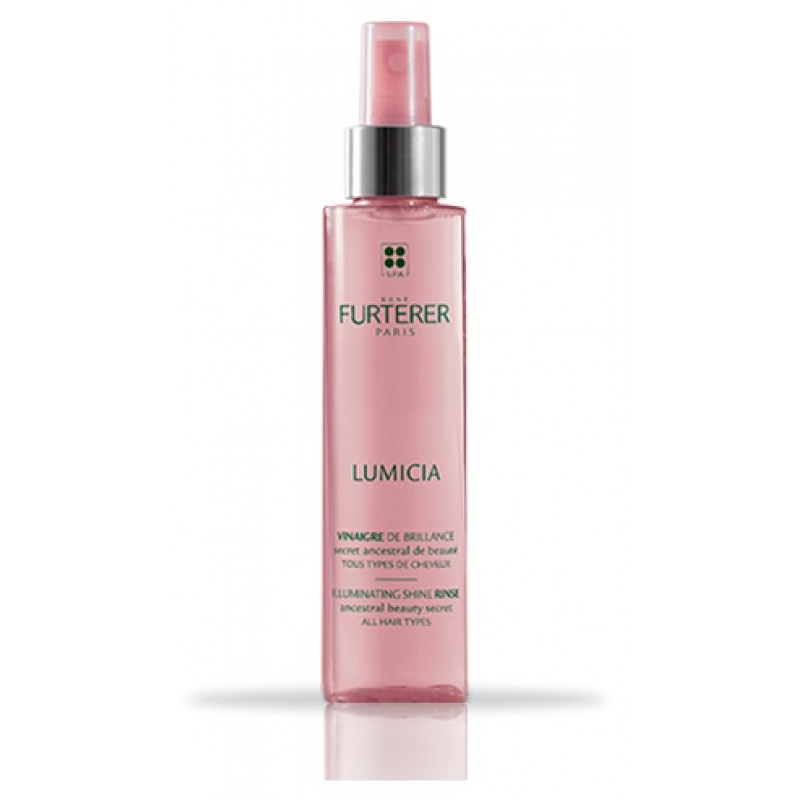 SPA
RENÉ
FURTERER
PARIS
LUMICIA
VINAIGRE DE BRILLANCE
secret ancestral de beauté
TOUS TYPES DE CHEVEUX
ILLUMINATING SHINE RINSE
ancestral beauty secret
ALL HAIR TYPES